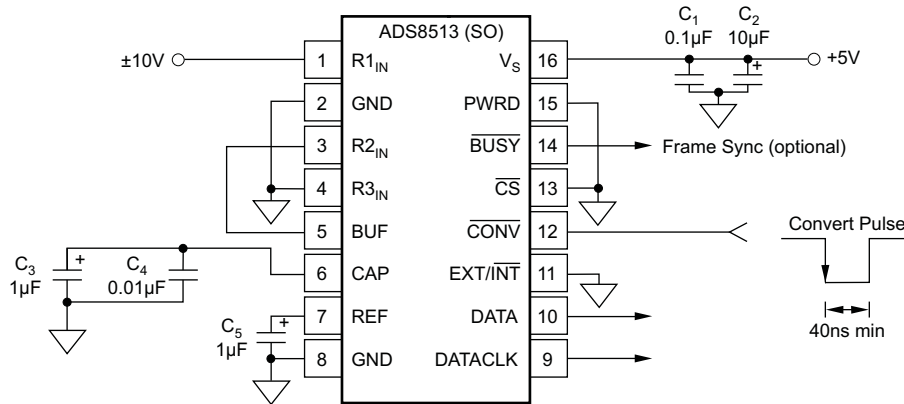 ADS8513 (SO)
±10V
1 R1IN
2 GND
3 R2IN
4 R3IN
5 BUF
6 CAP
7 REF
8 GND
VS 16
PWRD 15
BUSY 14
CS 13
CONV 12
EXT/INT 11
DATA 10
DATACLK 9
C1
0.1µF
C2
10µF
+
+5V
Frame Sync (optional)
Convert Pulse
40ns min
C3
1µF
+
C4
0.01µF
C5
1µF
+